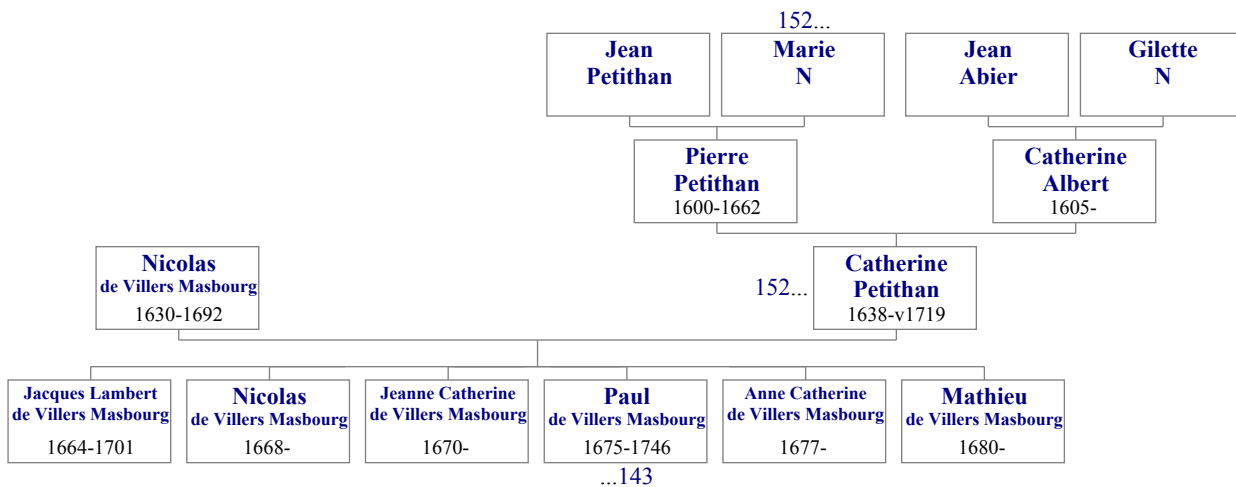 152...
Jean
Petithan
Marie
N
Jean
Abier
Gilette
N
Pierre
Petithan
1600-1662
Catherine
Albert
1605-
Nicolas
de Villers Masbourg
1630-1692
152...
Catherine
Petithan
1638-v1719
Jacques Lambert
de Villers Masbourg
1664-1701
Nicolas
de Villers Masbourg
1668-
Jeanne Catherine
de Villers Masbourg
1670-
Paul
de Villers Masbourg
1675-1746
Anne Catherine
de Villers Masbourg
1677-
Mathieu
de Villers Masbourg
1680-
...143